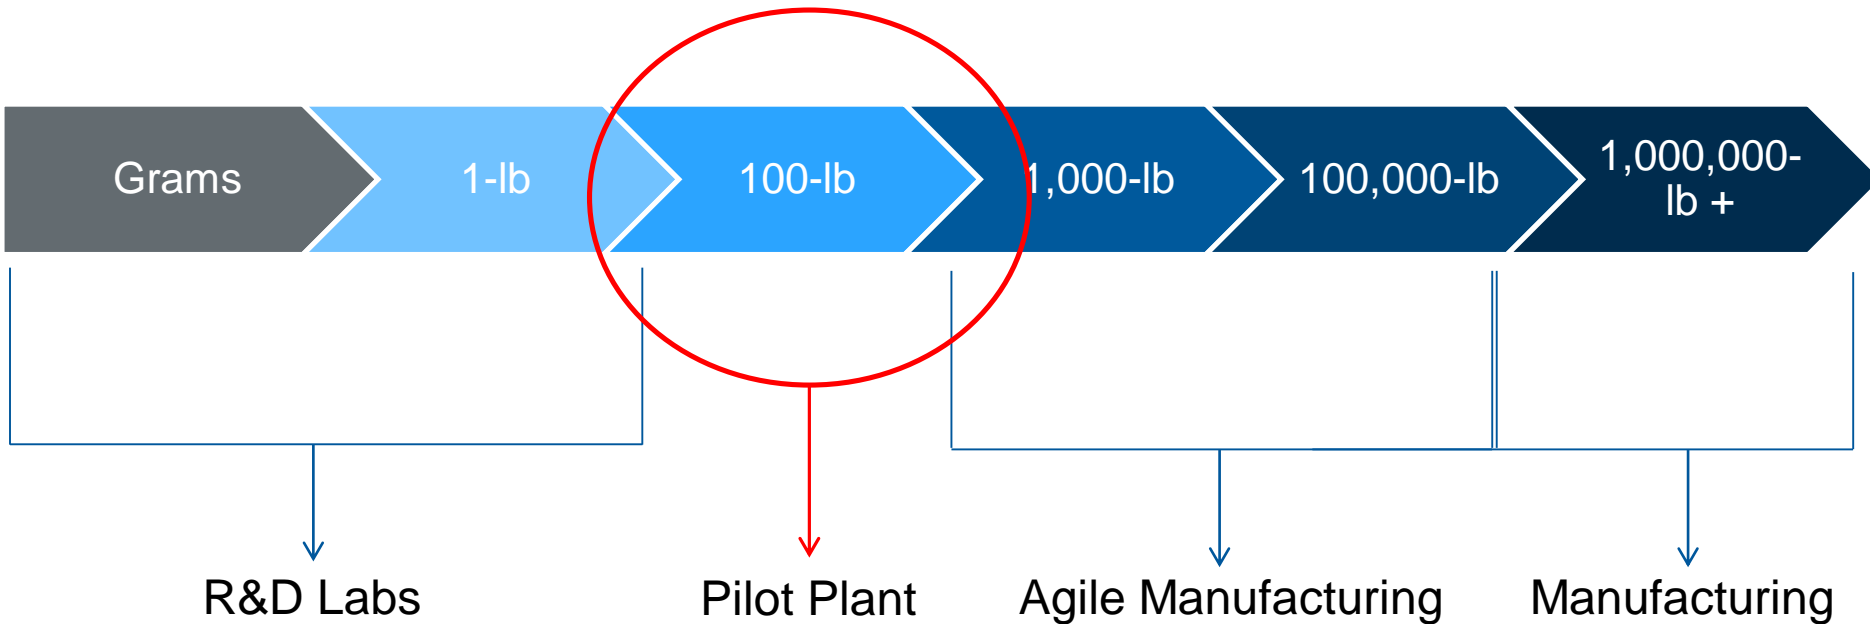 Grams
1-lb
100-lb
1,000-lb
100,000-lb
1,000,000-
lb +
R&D Labs
Pilot Plant
Agile Manufacturing
Manufacturing